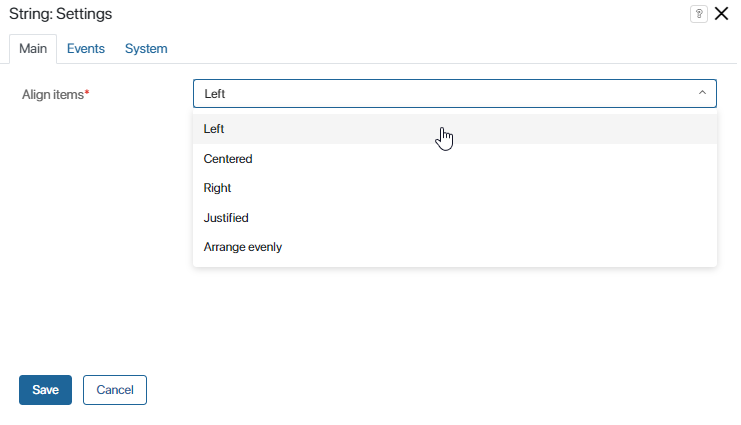 String: Settings
?
Main Events System
Align items*
Left
Left
Centered
Right
Justified
Arrange evenly
Save Cancel